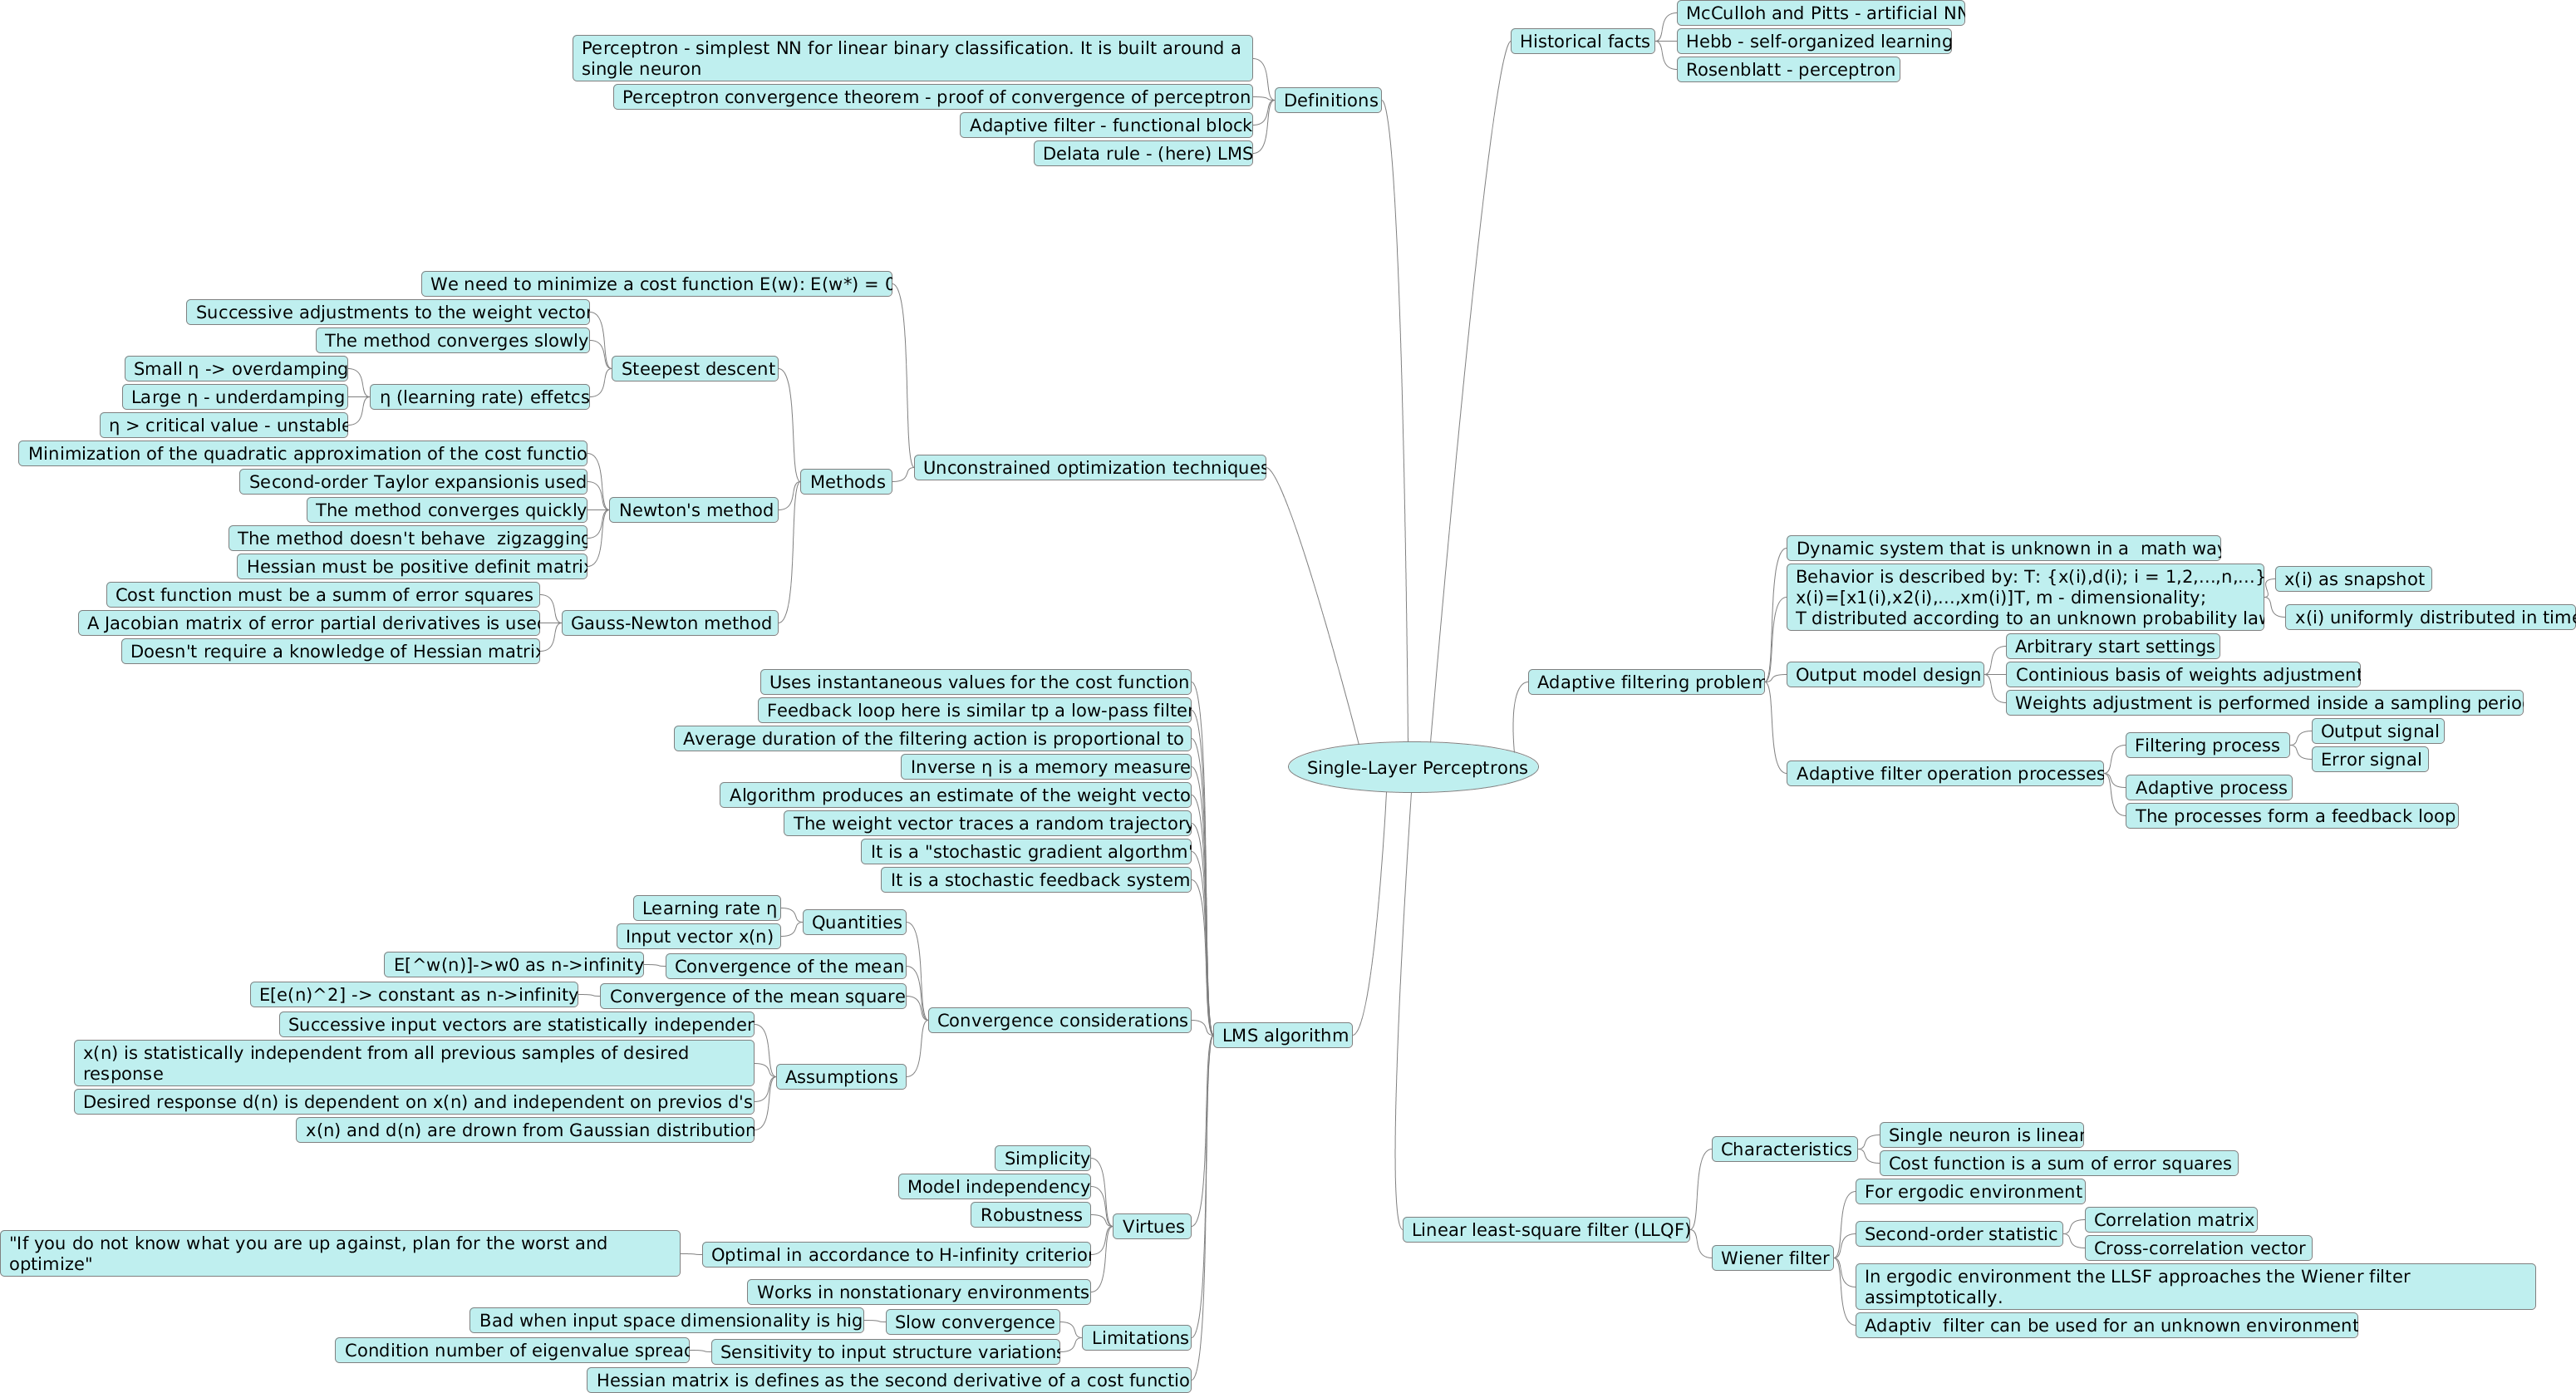 Single-Layer Perceptrons
Historical facts
McCulloh and Pitts - artificial NN
Hebb - self-organized learning
Rosenblatt - perceptron
Definitions
Perceptron - simplest NN for linear binary classification. It is built around a
single neuron
Perceptron convergence theorem - proof of convergence of perceptron
Adaptive filter - functional block
Delata rule - (here) LMS
Unconstrained optimization techniques
We need to minimize a cost function E(w): E(w*) = 0
Methods
Steepest descent
Successive adjustments to the weight vector
The method converges slowly
η (learning rate) effetcs
Small η -> overdamping
Large η - underdamping
η > critical value - unstable
Newton's method
Minimization of the quadratic approximation of the cost functio
Second-order Taylor expansionis used
The method converges quickly
The method doesn't behave  zigzagging
Hessian must be positive definit matrix
Gauss-Newton method
Cost function must be a summ of error squares
A Jacobian matrix of error partial derivatives is used
Doesn't require a knowledge of Hessian matrix
Adaptive filtering problem
Dynamic system that is unknown in a  math way
Behavior is described by: T: {x(i),d(i); i = 1,2,...,n,...}
x(i)=[x1(i),x2(i),...,xm(i)]T, m - dimensionality;
T distributed according to an unknown probability law
x(i) as snapshot
x(i) uniformly distributed in time
Output model design
Arbitrary start settings
Continious basis of weights adjustment
Weights adjustment is performed inside a sampling perio
Adaptive filter operation processes
Filtering process
Output signal
Error signal
Adaptive process
The processes form a feedback loop
LMS algorithm
Uses instantaneous values for the cost function
Feedback loop here is similar tp a low-pass filter
Average duration of the filtering action is proportional to
Inverse η is a memory measure
Algorithm produces an estimate of the weight vecto
The weight vector traces a random trajectory
It is a "stochastic gradient algorthm"
It is a stochastic feedback system
Convergence considerations
Quantities
Learning rate η
Input vector x(n)
Convergence of the mean
E[^w(n)]->w0 as n->infinity
Convergence of the mean square
E[e(n)^2] -> constant as n->infinity
Assumptions
Successive input vectors are statistically independen
x(n) is statistically independent from all previous samples of desired
response
Desired response d(n) is dependent on x(n) and independent on previos d's
x(n) and d(n) are drown from Gaussian distribution
Virtues
Simplicity
Model independency
Robustness
Optimal in accordance to H-infinity criterion
"If you do not know what you are up against, plan for the worst and
optimize"
Works in nonstationary environments
Limitations
Slow convergence
Bad when input space dimensionality is hig
Sensitivity to input structure variations
Condition number of eigenvalue spread
Hessian matrix is defines as the second derivative of a cost functio
Linear least-square filter (LLQF)
Characteristics
Single neuron is linear
Cost function is a sum of error squares
Wiener filter
For ergodic environment
Second-order statistic
Correlation matrix
Cross-correlation vector
In ergodic environment the LLSF approaches the Wiener filter
assimptotically.
Adaptiv  filter can be used for an unknown environment